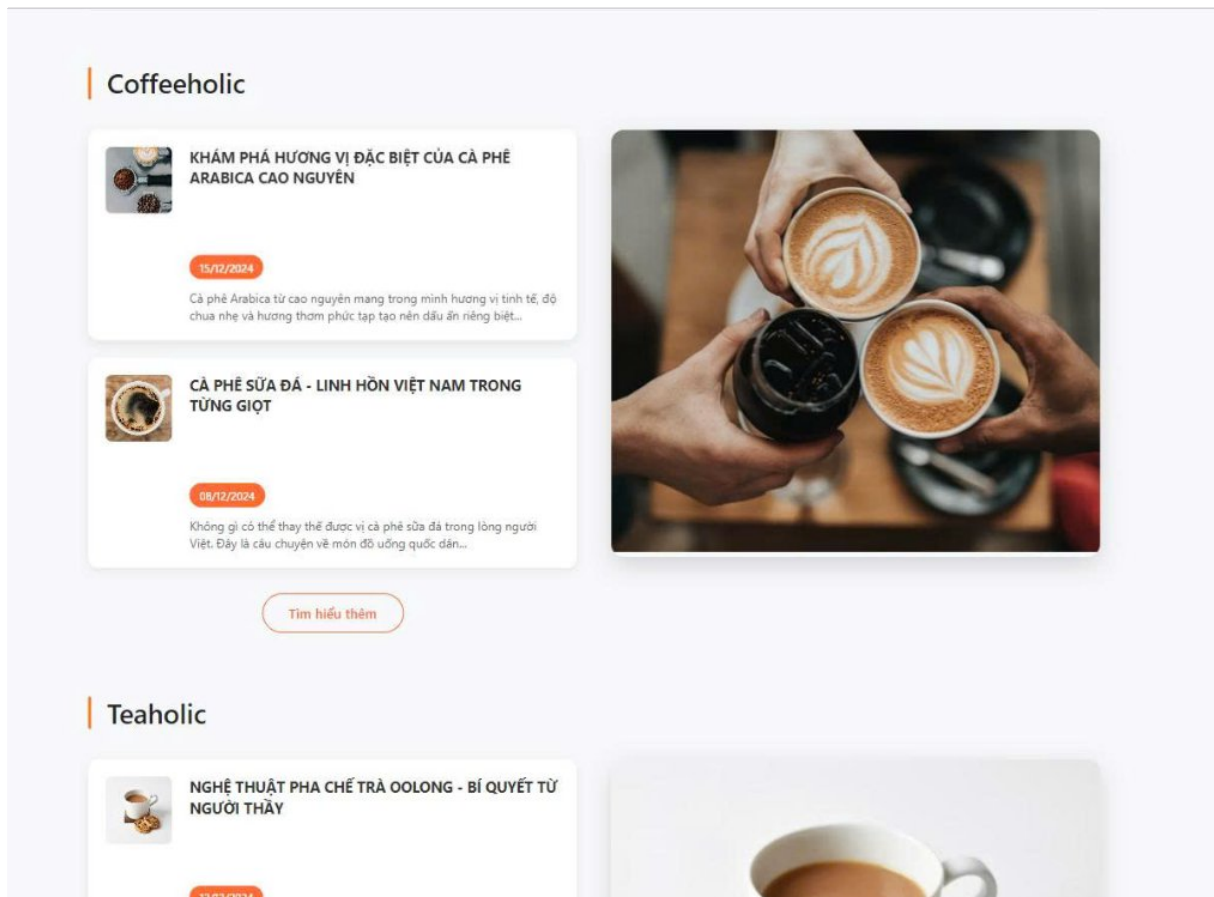 Coffeeholic
KHÁM PHÁ HƯƠNG VỊ ĐẶC BIỆT CỦA CÀ PHÊ
ARABICA CAO NGUYÊN
15/12/2024
Cà phê Arabica từ cao nguyên mang trong mình hương vị tinh tế, độ
chua nhẹ và hương thơm phức tạp tạo nên dấu ấn riêng biệt...
CÀ PHÊ SỮA ĐÁ - LINH HỒN VIỆT NAM TRONG
TỪNG GIỌT
08/12/2024
Không gì có thể thay thế được vị cà phê sữa đá trong lòng người
Việt. Đây là câu chuyện về món đồ uống quốc dân...
Tìm hiểu thêm
Teaholic
NGHỆ THUẬT PHA CHẾ TRÀ OOLONG - BÍ QUYẾT TỪ
NGƯỜI THẦY